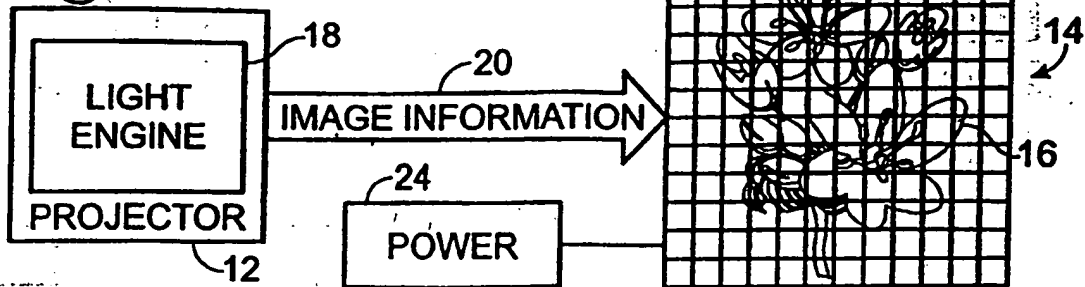 18
14
LIGHT
ENGINE
20
IMAGE INFORMATION
16
24
PROJECTOR
POWER
12